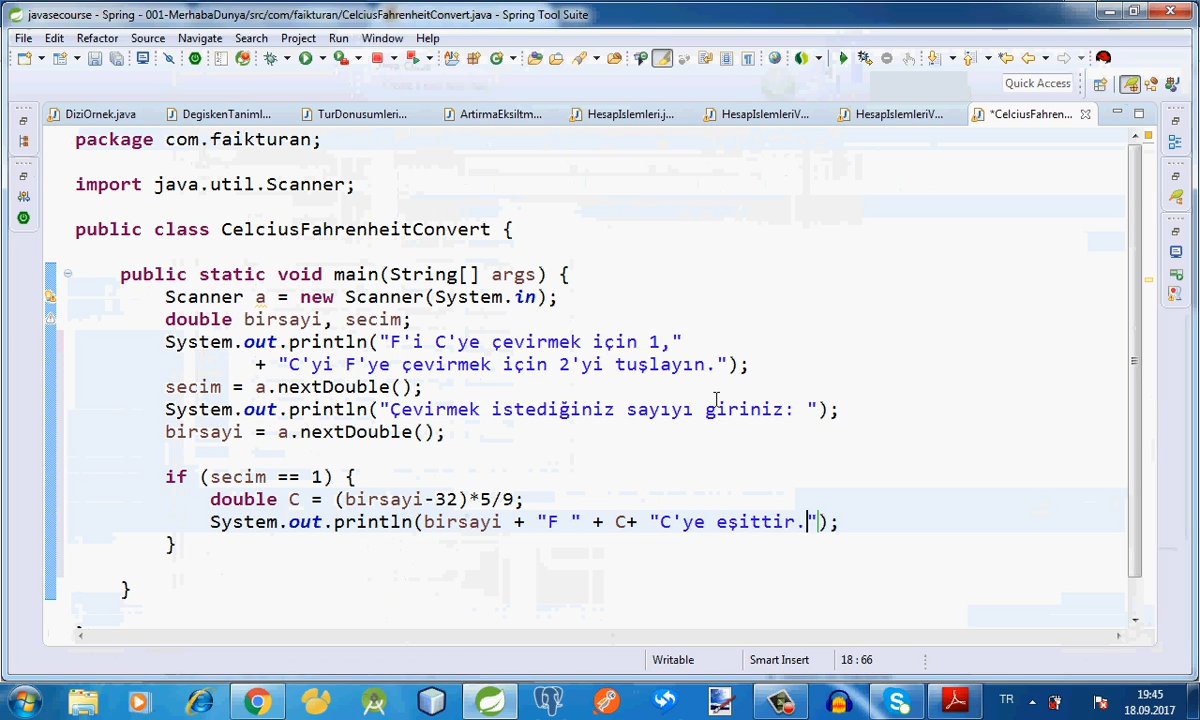 javasecourse - Spring - 001-MerhabaDunya/src/com/faikturan/CelciusFahrenheitConvert.java - Spring Tool Suite
File Edit Refactor Source Navigate Search Project Run Window Help
Quick Access
DiziOrnek.java DegiskenTaniml... TurDonusumleri... ArtirmaEksiltm... HesapIslemleri.j... HesapIslemleriV... HesapIslemleriV... *CelciusFahren...
package com.faikturan;
import java.util.Scanner;
public class CelciusFahrenheitConvert {
public static void main(String[] args) {
Scanner a = new Scanner(System.in);
double birsayi, secim;
System.out.println("F'i C'ye çevirmek için 1,"
+ "C'yi F'ye çevirmek için 2'yi tuşlayın.");
secim = a.nextDouble();
System.out.println("Çevirmek istediğiniz sayıyı giriniz: ");
birsayi = a.nextDouble();
if (secim == 1) {
double C = (birsayi-32)*5/9;
System.out.println(birsayi + "F " + C+ "C'ye eşittir.");
}
}
Writable Smart Insert 18 : 66
TR 19:45
18.09.2017